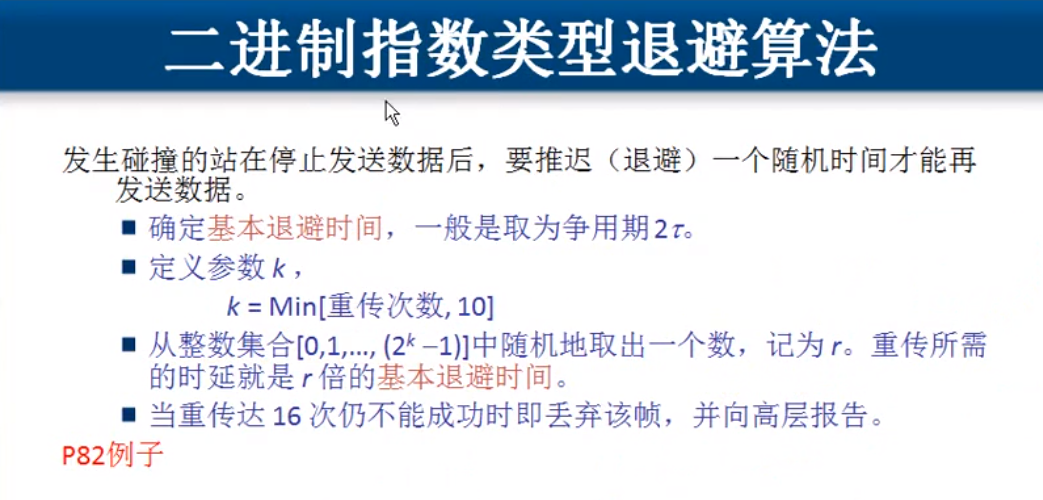 二进制指数类型退避算法
发生碰撞的站在停止发送数据后，要推迟（退避）一个随机时间才能再
发送数据。
■ 确定基本退避时间，一般是取为争用期2τ。
■ 定义参数 k ，
k = Min[重传次数, 10]
■ 从整数集合[0,1,..., (2ᵏ –1)]中随机地取出一个数，记为 r。重传所需
的时延就是 r 倍的基本退避时间。
■ 当重传达 16 次仍不能成功时即丢弃该帧，并向高层报告。
P82例子